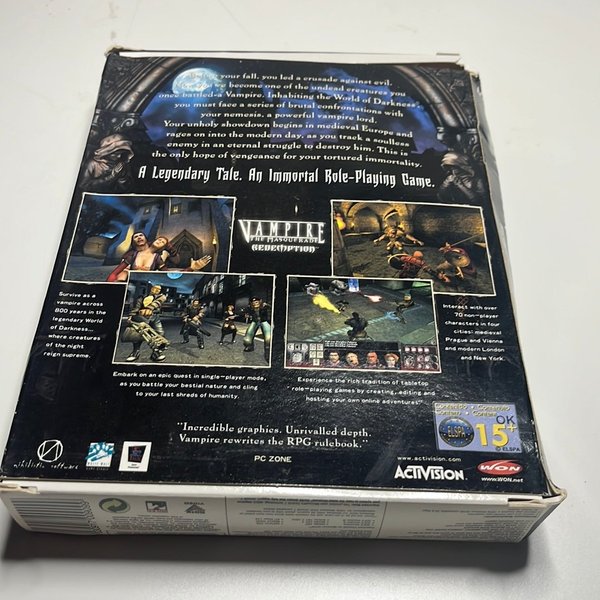 your fall, you led a crusade against evil.
we become one of the undead creatures you
once battled-a Vampire. Inhabiting the World of Darkness,
you must face a series of brutal confrontations with
your nemesis, a powerful vampire lord.
Your unholy showdown begins in medieval Europe and
rages on into the modern day, as you track a soulless
enemy in an eternal struggle to destroy him. This is
the only hope of vengeance for your tortured immortality.
A Legendary Tale. An Immortal Role-Playing Game.
VAMPIRE
THE MASQUERADE
REDEMPTION
Survive as a
vampire across
800 years in the
legendary World
of Darkness...
where creatures
of the night
reign supreme.
Interact with over
70 non-player
characters in four
cities: medieval
Prague and Vienna
and modern London
and New York.
Embark on an epic quest in single-player mode,
as you battle your bestial nature and cling
to your last shreds of humanity.
Experience the rich tradition of tabletop
role-playing games by creating, editing and
hosting your own online adventures.
"Incredible graphics. Unrivalled depth.
Vampire rewrites the RPG rulebook."
PC ZONE
ELSPA
OK
15+
© ELSPA
nihilistic software
www.activision.com
ACTIVISION
WON
www.WON.net